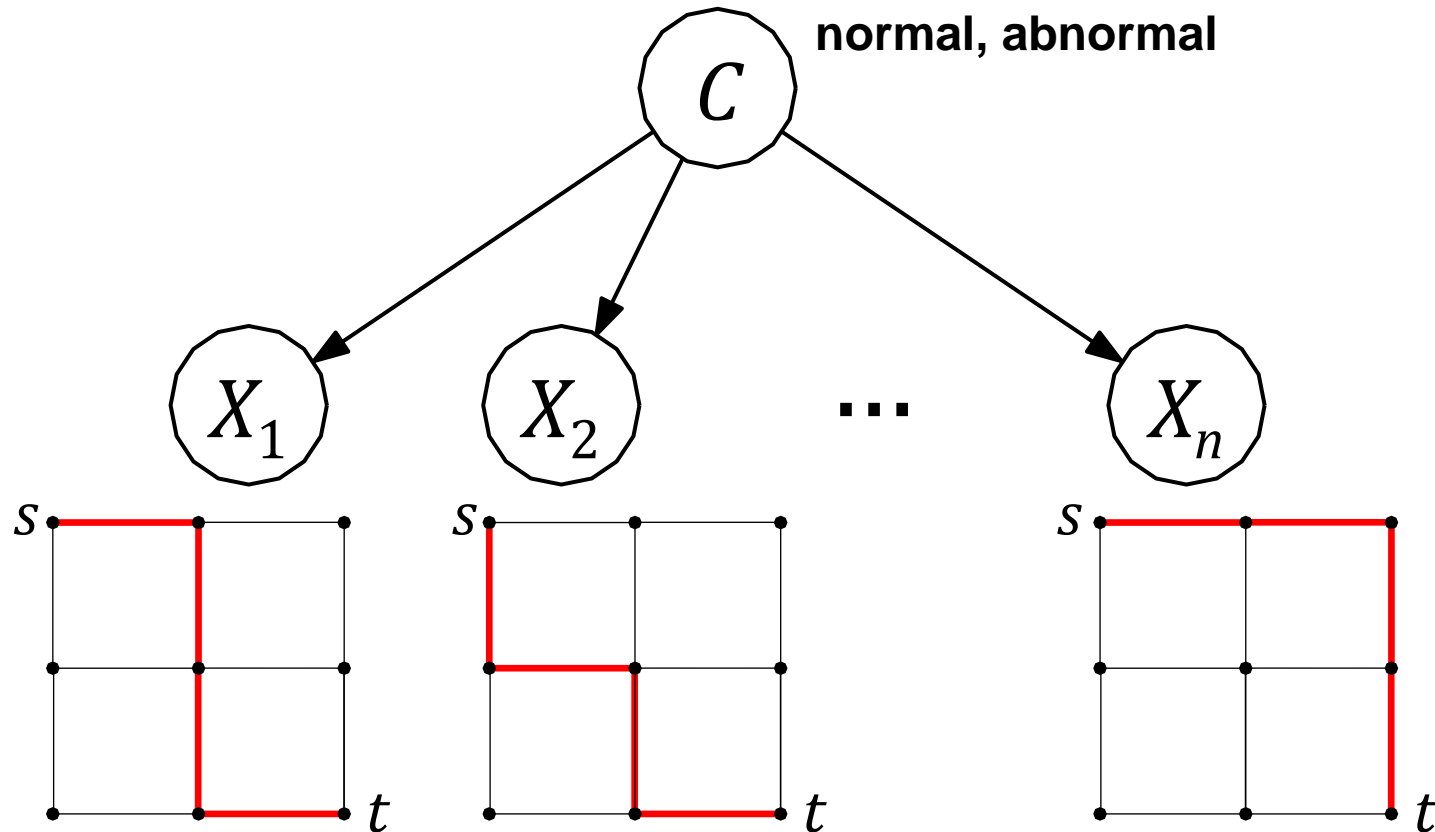 normal, abnormal
C
X₁ X₂ ... Xₙ
s s s
t t t